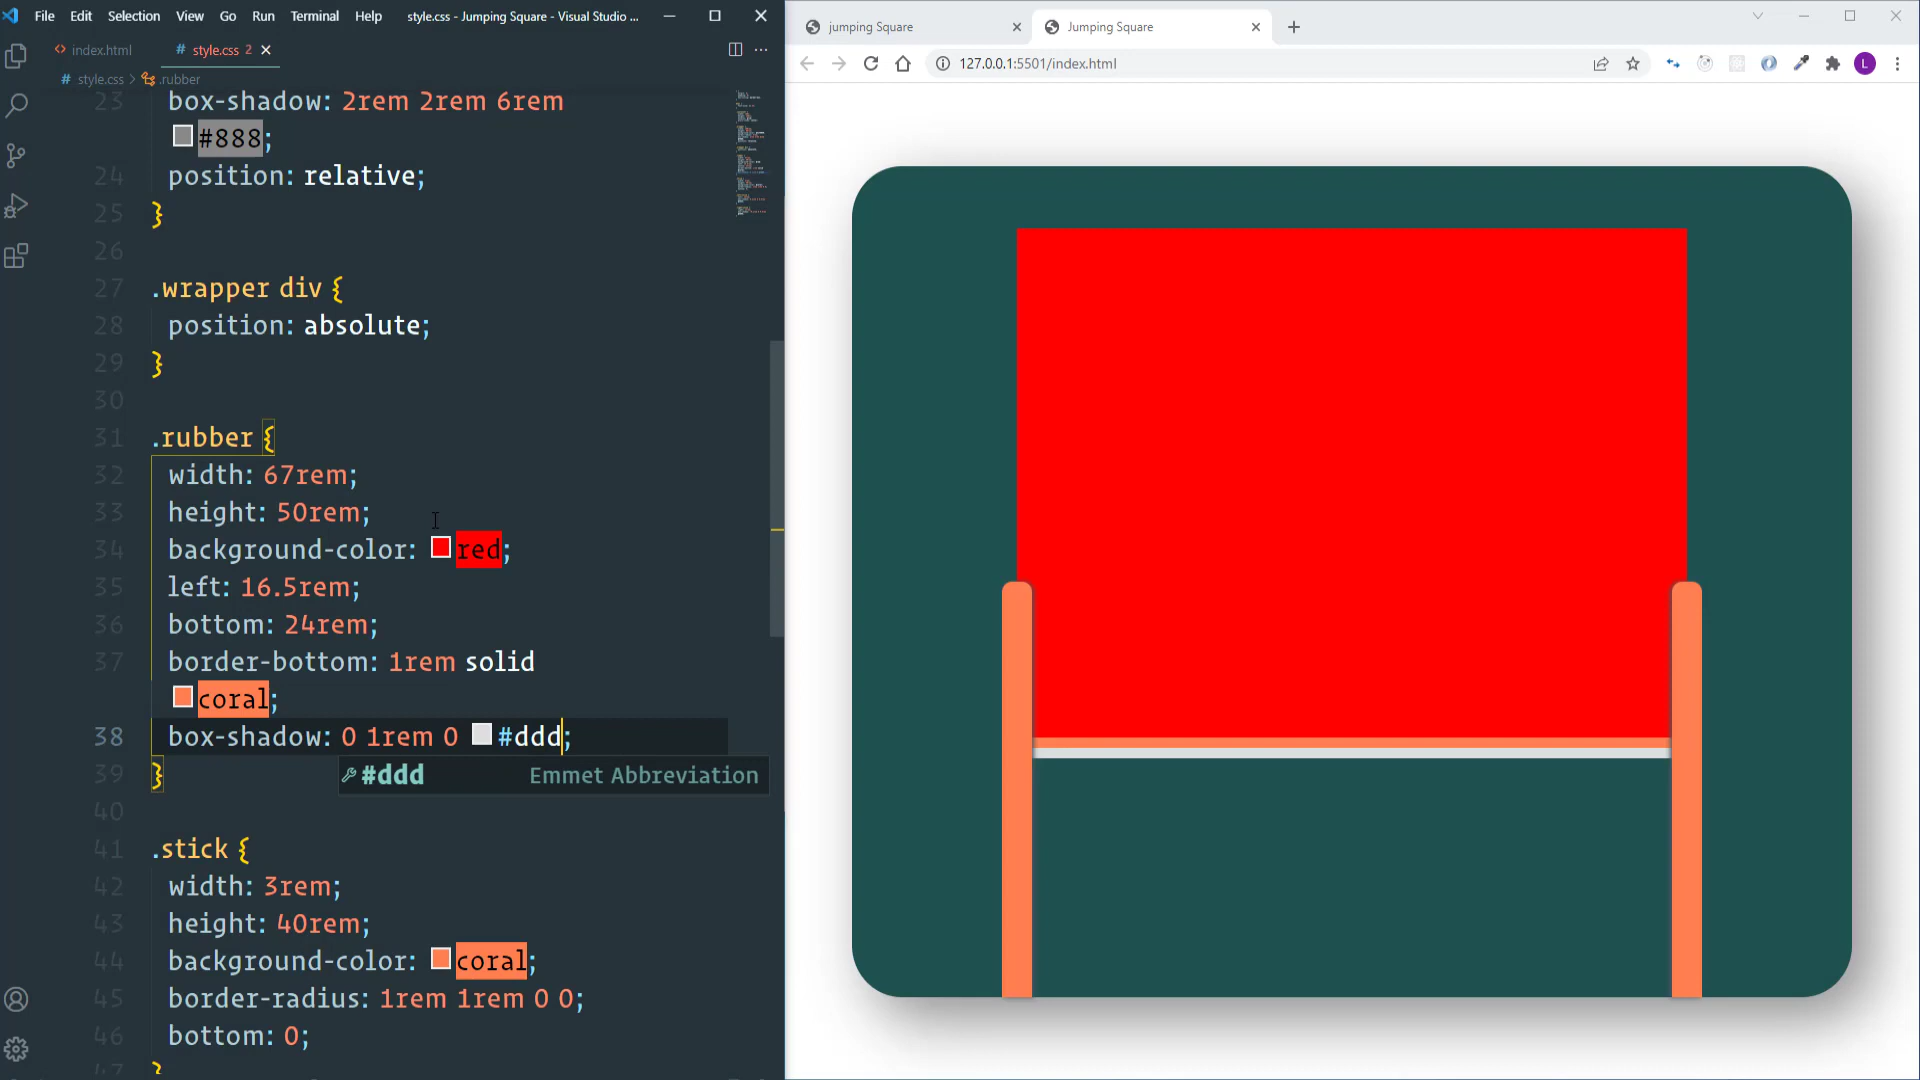 File Edit Selection View Go Run Terminal Help style.css - Jumping Square - Visual Studio ...
index.html # style.css 2
# style.css > .rubber
23 box-shadow: 2rem 2rem 6rem
#888;
24 position: relative;
25 }
26
27 .wrapper div {
28 position: absolute;
29 }
30
31 .rubber {
32 width: 67rem;
33 height: 50rem;
34 background-color: red;
35 left: 16.5rem;
36 bottom: 24rem;
37 border-bottom: 1rem solid
coral;
38 box-shadow: 0 1rem 0 #ddd;
39 }
#ddd Emmet Abbreviation
40
41 .stick {
42 width: 3rem;
43 height: 40rem;
44 background-color: coral;
45 border-radius: 1rem 1rem 0 0;
46 bottom: 0;
47 }
jumping Square
Jumping Square
127.0.0.1:5501/index.html
L